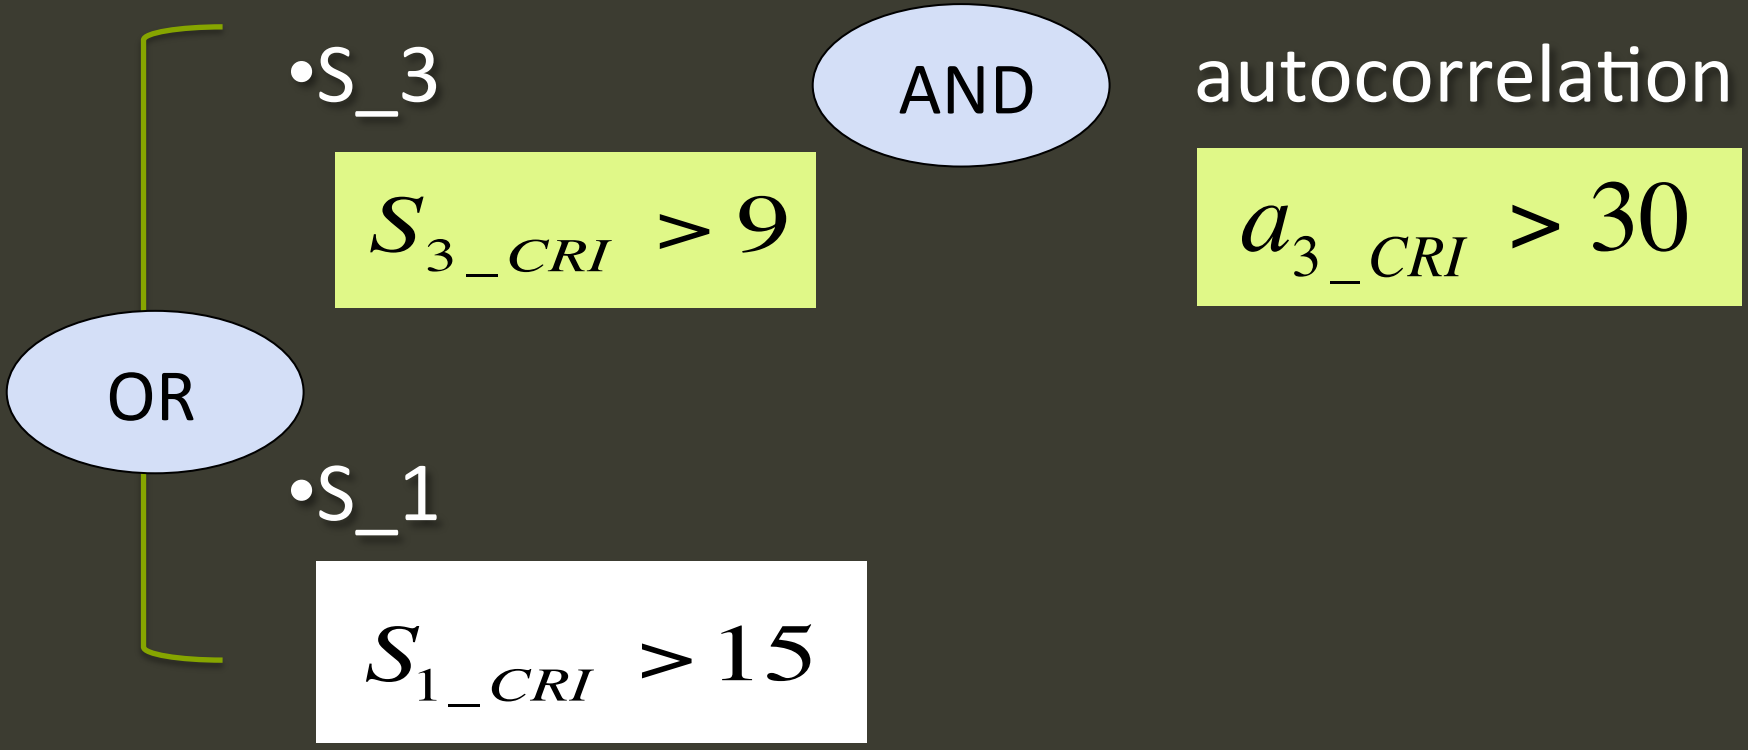 •S_3 AND autocorrelation
S₃_CRI > 9 a₃_CRI > 30
OR
•S_1
S₁_CRI > 15